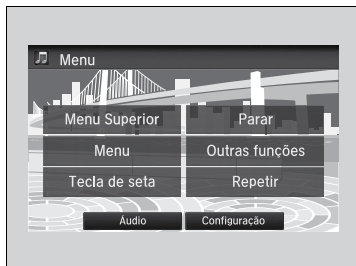 Menu
Menu Superior
Parar
Menu
Outras funções
Tecla de seta
Repetir
Áudio
Configuração